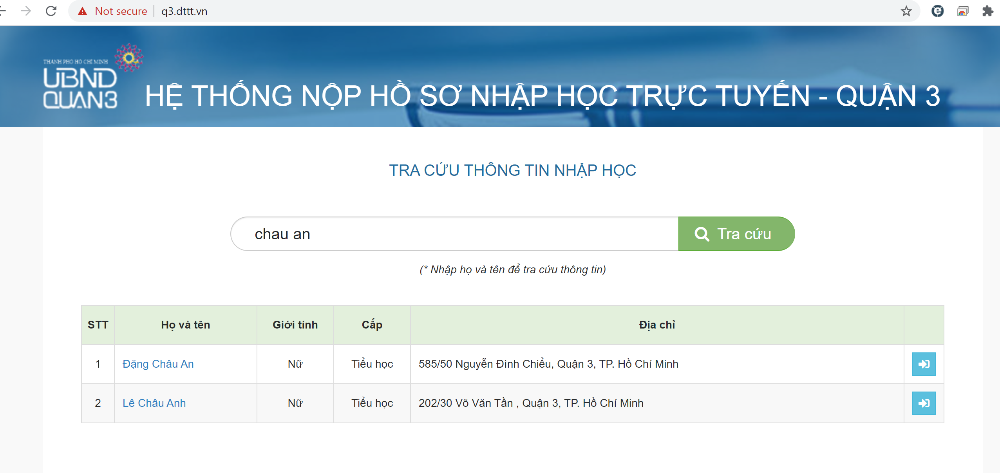 Not secure | q3.dttt.vn
THÀNH PHỐ HỒ CHÍ MINH
UBND
QUAN3
HỆ THỐNG NỘP HỒ SƠ NHẬP HỌC TRỰC TUYẾN - QUẬN 3
TRA CỨU THÔNG TIN NHẬP HỌC
chau an Tra cứu
(* Nhập họ và tên để tra cứu thông tin)
STT Họ và tên Giới tính Cấp Địa chỉ
1 Đặng Châu An Nữ Tiểu học 585/50 Nguyễn Đình Chiểu, Quận 3, TP. Hồ Chí Minh
2 Lê Châu Anh Nữ Tiểu học 202/30 Võ Văn Tần , Quận 3, TP. Hồ Chí Minh